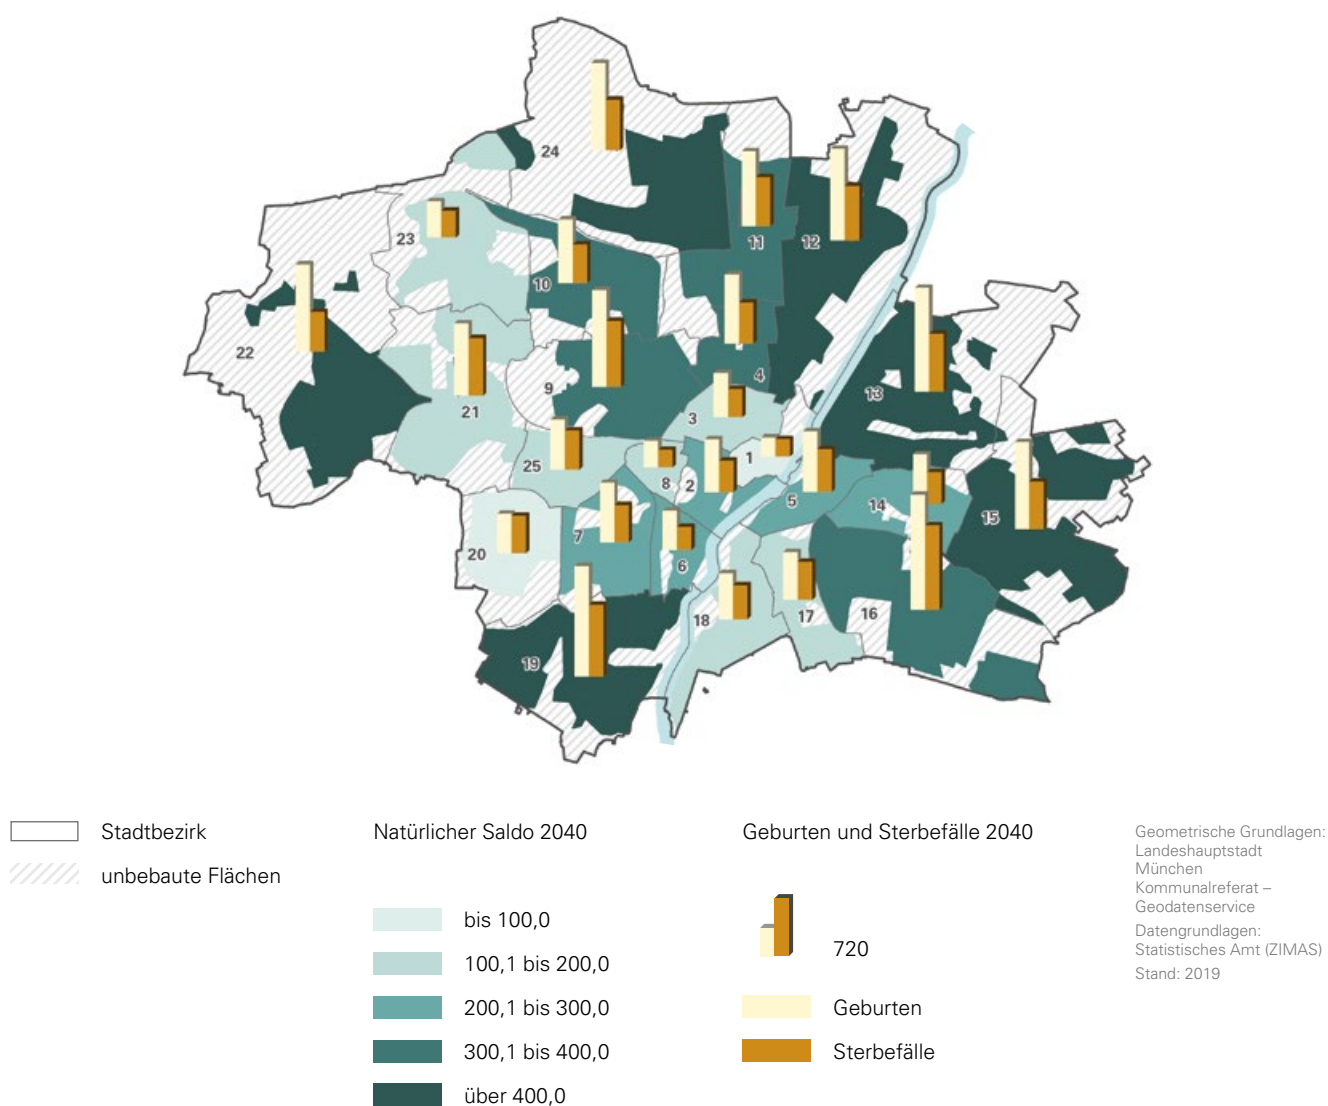 24
23
11
12
10
22
9
4
13
3
21
25
8
2
1
5
14
15
7
20
6
18
17
16
19
Stadtbezirk
unbebaute Flächen
Natürlicher Saldo 2040
bis 100,0
100,1 bis 200,0
200,1 bis 300,0
300,1 bis 400,0
über 400,0
Geburten und Sterbefälle 2040
720
Geburten
Sterbefälle
Geometrische Grundlagen:
Landeshauptstadt
München
Kommunalreferat –
Geodatenservice
Datengrundlagen:
Statistisches Amt (ZIMAS)
Stand: 2019